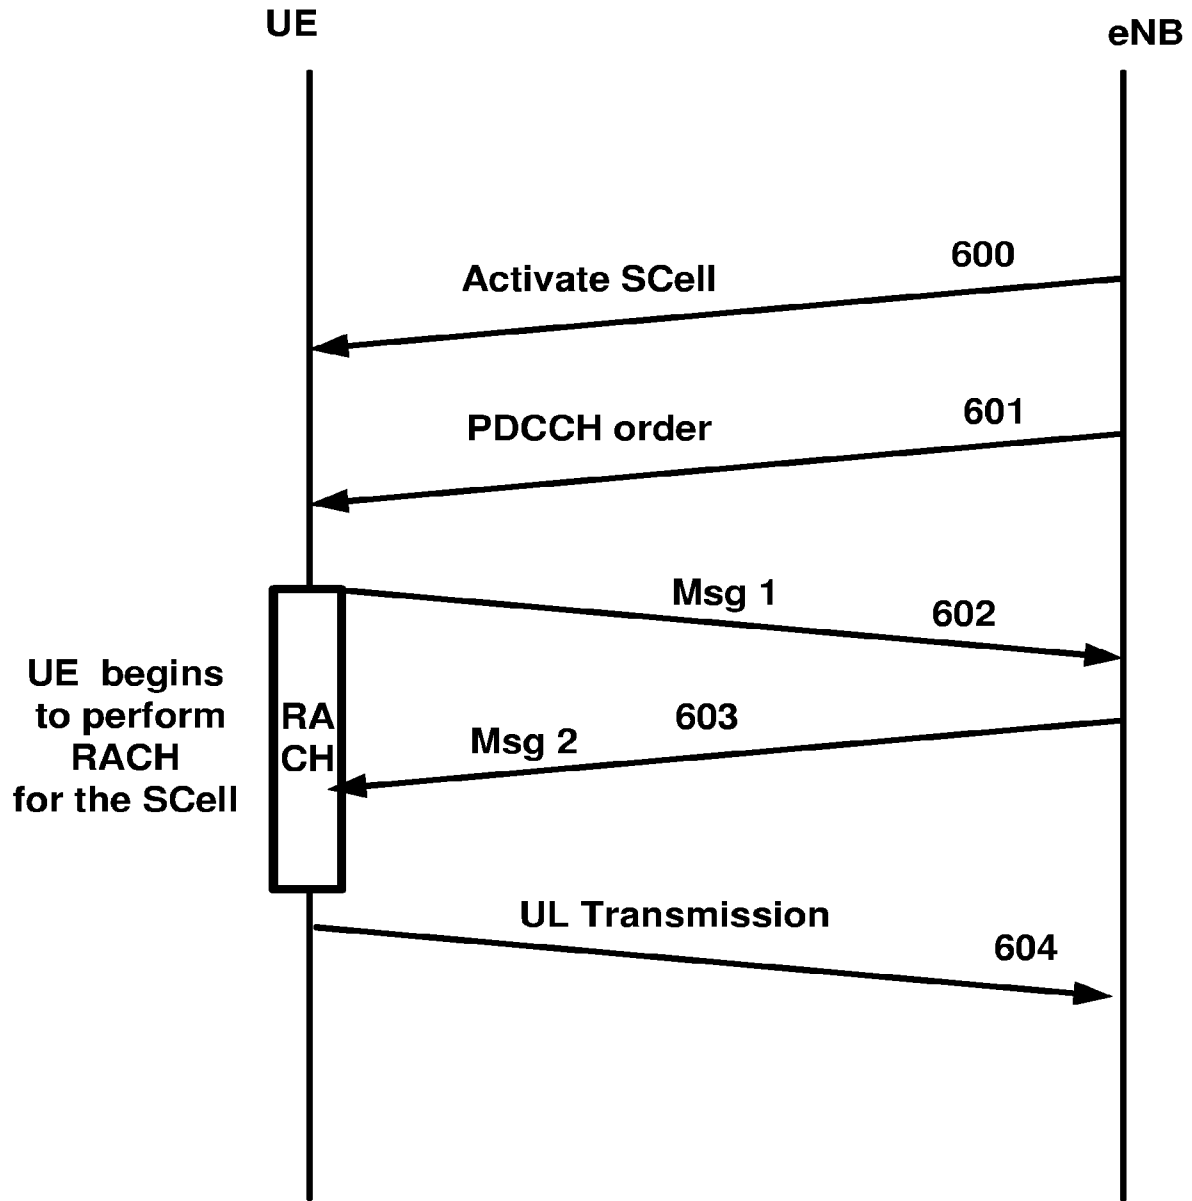 UE
eNB
600
Activate SCell
601
PDCCH order
Msg 1
602
UE begins
to perform
RACH
for the SCell
RA
CH
603
Msg 2
UL Transmission
604